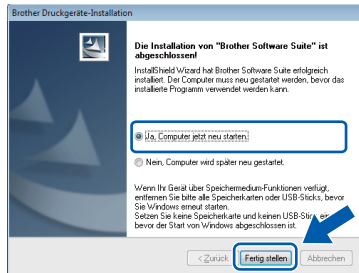 Brother Druckgeräte-Installation
Die Installation von "Brother Software Suite" ist
abgeschlossen!
InstallShield Wizard hat Brother Software Suite erfolgreich
installiert. Der Computer muss neu gestartet werden, bevor das
installierte Programm verwendet werden kann.
Ja, Computer jetzt neu starten.
Nein, Computer wird später neu gestartet.
Wenn Ihr Gerät über Speichermedium-Funktionen verfügt,
entfernen Sie bitte alle Speicherkarten oder USB-Sticks, bevor
Sie Windows erneut starten.
Setzen Sie keine Speicherkarte und keinen USB-Stick
bevor der Start von Windows abgeschlossen ist.
< Zurück
Fertig stellen
Abbrechen